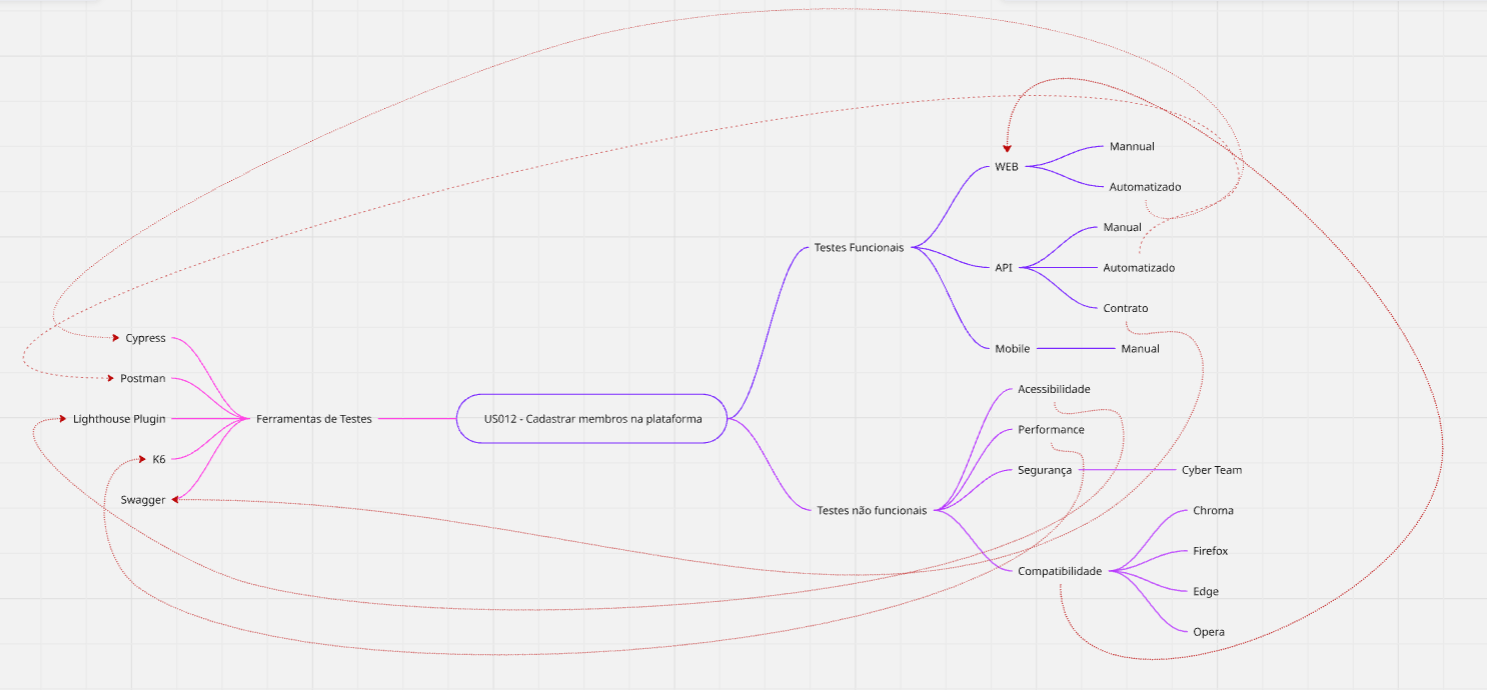 US012 - Cadastrar membros na plataforma
Testes Funcionais
WEB
Mannual
Automatizado
API
Manual
Automatizado
Contrato
Mobile
Manual
Testes não funcionais
Acessibilidade
Performance
Segurança
Cyber Team
Compatibilidade
Chroma
Firefox
Edge
Opera
Ferramentas de Testes
Cypress
Postman
Lighthouse Plugin
K6
Swagger